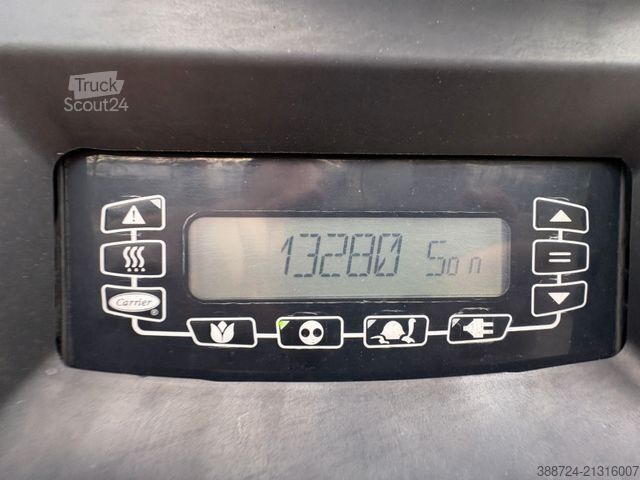 Truck
Scout24
13280 Son
Carrier
®
388724-21316007